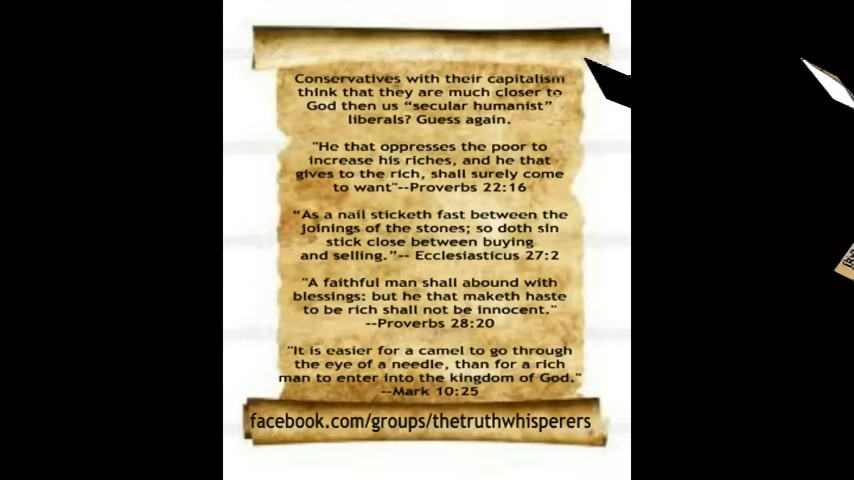 Conservatives with their capitalism
think that they are much closer to
God then us “secular humanist”
liberals? Guess again.
"He that oppresses the poor to
increase his riches, and he that
gives to the rich, shall surely come
to want"--Proverbs 22:16
“As a nail sticketh fast between the
joinings of the stones; so doth sin
stick close between buying
and selling.”-- Ecclesiasticus 27:2
"A faithful man shall abound with
blessings: but he that maketh haste
to be rich shall not be innocent."
--Proverbs 28:20
"It is easier for a camel to go through
the eye of a needle, than for a rich
man to enter into the kingdom of God."
--Mark 10:25
facebook.com/groups/thetruthwhisperers